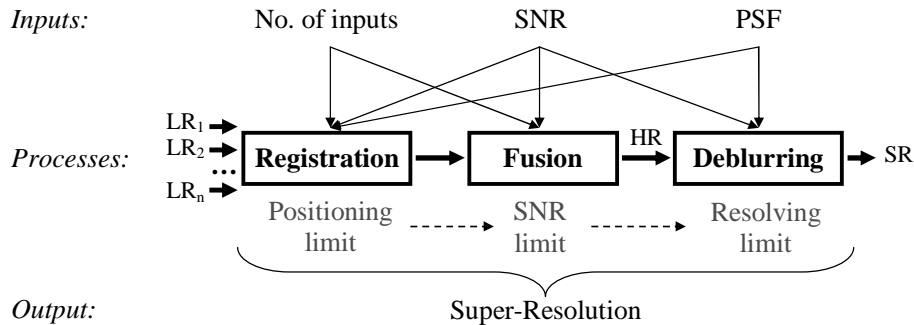 Inputs: No. of inputs SNR PSF
LR1
Processes: LR2 Registration Fusion HR Deblurring SR
...
LRn
Positioning limit SNR limit Resolving limit
Output: Super-Resolution